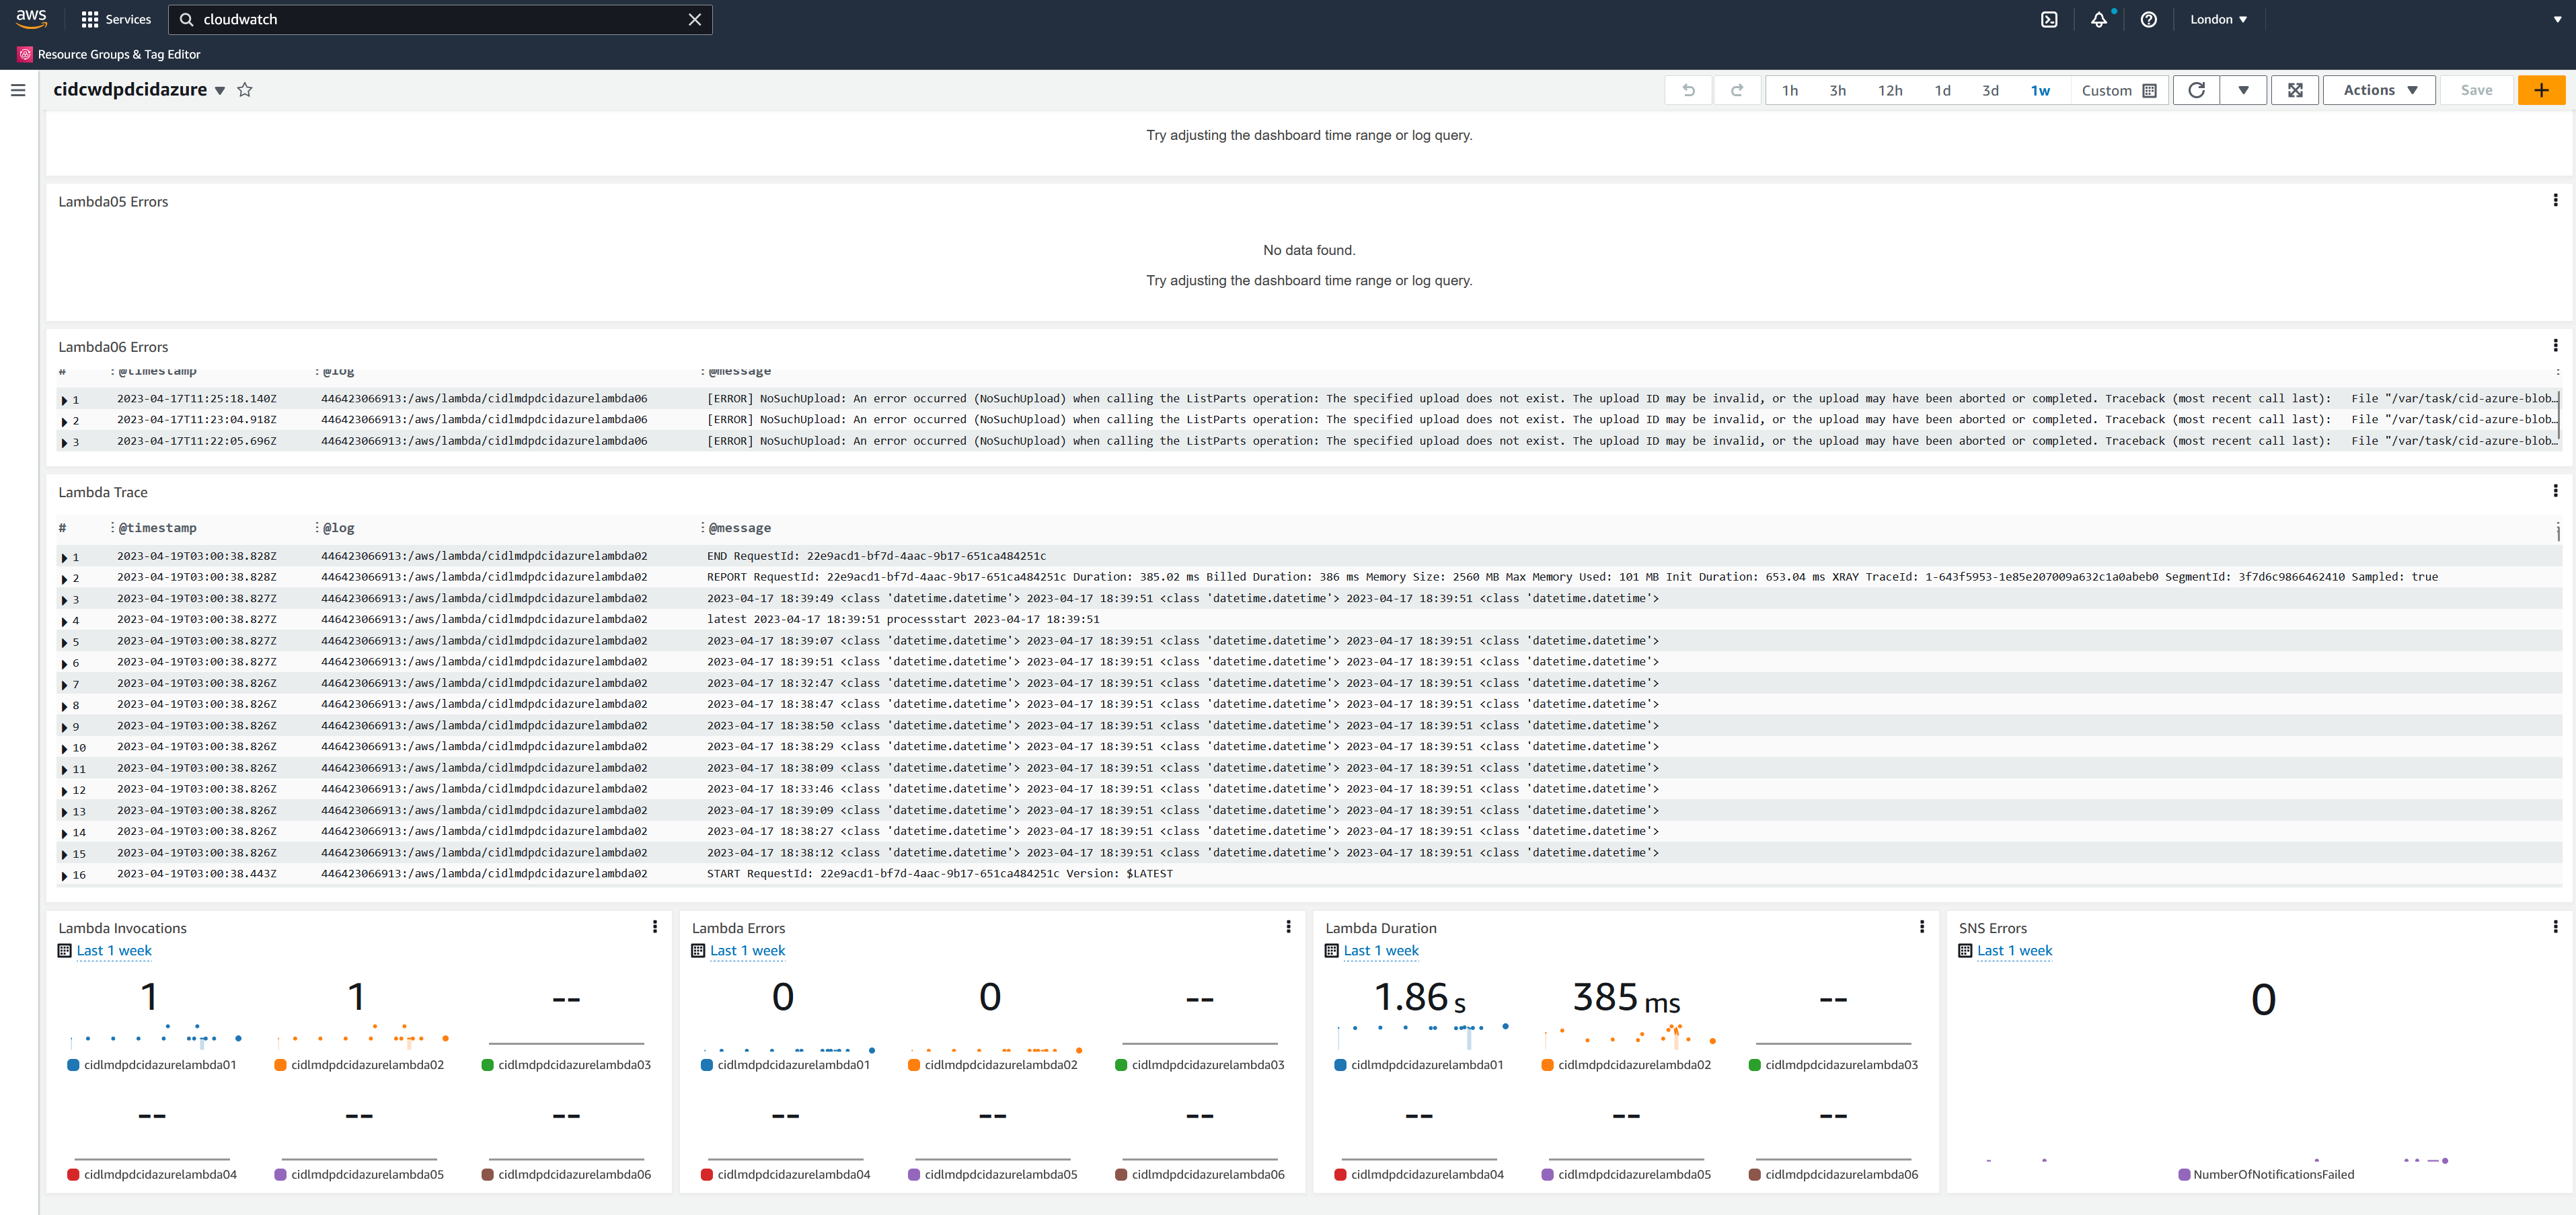 aws Services cloudwatch London
Resource Groups & Tag Editor
cidcwdpdcidazure 1h 3h 12h 1d 3d 1w Custom Actions Save
Try adjusting the dashboard time range or log query.
Lambda05 Errors
No data found.
Try adjusting the dashboard time range or log query.
Lambda06 Errors
# @timestamp @log @message
1 2023-04-17T11:25:18.140Z 446423066913:/aws/lambda/cidlmdpdcidazurelambda06 [ERROR] NoSuchUpload: An error occurred (NoSuchUpload) when calling the ListParts operation: The specified upload does not exist. The upload ID may be invalid, or the upload may have been aborted or completed. Traceback (most recent call last): File "/var/task/cid-azure-blob…
2 2023-04-17T11:23:04.918Z 446423066913:/aws/lambda/cidlmdpdcidazurelambda06 [ERROR] NoSuchUpload: An error occurred (NoSuchUpload) when calling the ListParts operation: The specified upload does not exist. The upload ID may be invalid, or the upload may have been aborted or completed. Traceback (most recent call last): File "/var/task/cid-azure-blob…
3 2023-04-17T11:22:05.696Z 446423066913:/aws/lambda/cidlmdpdcidazurelambda06 [ERROR] NoSuchUpload: An error occurred (NoSuchUpload) when calling the ListParts operation: The specified upload does not exist. The upload ID may be invalid, or the upload may have been aborted or completed. Traceback (most recent call last): File "/var/task/cid-azure-blob…
Lambda Trace
# @timestamp @log @message
1 2023-04-19T03:00:38.828Z 446423066913:/aws/lambda/cidlmdpdcidazurelambda02 END RequestId: 22e9acd1-bf7d-4aac-9b17-651ca484251c
2 2023-04-19T03:00:38.828Z 446423066913:/aws/lambda/cidlmdpdcidazurelambda02 REPORT RequestId: 22e9acd1-bf7d-4aac-9b17-651ca484251c Duration: 385.02 ms Billed Duration: 386 ms Memory Size: 2560 MB Max Memory Used: 101 MB Init Duration: 653.04 ms XRAY TraceId: 1-643f5953-1e85e207009a632c1a0abeb0 SegmentId: 3f7d6c9866462410 Sampled: true
3 2023-04-19T03:00:38.827Z 446423066913:/aws/lambda/cidlmdpdcidazurelambda02 2023-04-17 18:39:49 <class 'datetime.datetime'> 2023-04-17 18:39:51 <class 'datetime.datetime'> 2023-04-17 18:39:51 <class 'datetime.datetime'>
4 2023-04-19T03:00:38.827Z 446423066913:/aws/lambda/cidlmdpdcidazurelambda02 latest 2023-04-17 18:39:51 processstart 2023-04-17 18:39:51
5 2023-04-19T03:00:38.827Z 446423066913:/aws/lambda/cidlmdpdcidazurelambda02 2023-04-17 18:39:07 <class 'datetime.datetime'> 2023-04-17 18:39:51 <class 'datetime.datetime'> 2023-04-17 18:39:51 <class 'datetime.datetime'>
6 2023-04-19T03:00:38.827Z 446423066913:/aws/lambda/cidlmdpdcidazurelambda02 2023-04-17 18:39:51 <class 'datetime.datetime'> 2023-04-17 18:39:51 <class 'datetime.datetime'> 2023-04-17 18:39:51 <class 'datetime.datetime'>
7 2023-04-19T03:00:38.826Z 446423066913:/aws/lambda/cidlmdpdcidazurelambda02 2023-04-17 18:32:47 <class 'datetime.datetime'> 2023-04-17 18:39:51 <class 'datetime.datetime'> 2023-04-17 18:39:51 <class 'datetime.datetime'>
8 2023-04-19T03:00:38.826Z 446423066913:/aws/lambda/cidlmdpdcidazurelambda02 2023-04-17 18:38:47 <class 'datetime.datetime'> 2023-04-17 18:39:51 <class 'datetime.datetime'> 2023-04-17 18:39:51 <class 'datetime.datetime'>
9 2023-04-19T03:00:38.826Z 446423066913:/aws/lambda/cidlmdpdcidazurelambda02 2023-04-17 18:38:50 <class 'datetime.datetime'> 2023-04-17 18:39:51 <class 'datetime.datetime'> 2023-04-17 18:39:51 <class 'datetime.datetime'>
10 2023-04-19T03:00:38.826Z 446423066913:/aws/lambda/cidlmdpdcidazurelambda02 2023-04-17 18:38:29 <class 'datetime.datetime'> 2023-04-17 18:39:51 <class 'datetime.datetime'> 2023-04-17 18:39:51 <class 'datetime.datetime'>
11 2023-04-19T03:00:38.826Z 446423066913:/aws/lambda/cidlmdpdcidazurelambda02 2023-04-17 18:38:09 <class 'datetime.datetime'> 2023-04-17 18:39:51 <class 'datetime.datetime'> 2023-04-17 18:39:51 <class 'datetime.datetime'>
12 2023-04-19T03:00:38.826Z 446423066913:/aws/lambda/cidlmdpdcidazurelambda02 2023-04-17 18:33:46 <class 'datetime.datetime'> 2023-04-17 18:39:51 <class 'datetime.datetime'> 2023-04-17 18:39:51 <class 'datetime.datetime'>
13 2023-04-19T03:00:38.826Z 446423066913:/aws/lambda/cidlmdpdcidazurelambda02 2023-04-17 18:39:09 <class 'datetime.datetime'> 2023-04-17 18:39:51 <class 'datetime.datetime'> 2023-04-17 18:39:51 <class 'datetime.datetime'>
14 2023-04-19T03:00:38.826Z 446423066913:/aws/lambda/cidlmdpdcidazurelambda02 2023-04-17 18:38:27 <class 'datetime.datetime'> 2023-04-17 18:39:51 <class 'datetime.datetime'> 2023-04-17 18:39:51 <class 'datetime.datetime'>
15 2023-04-19T03:00:38.826Z 446423066913:/aws/lambda/cidlmdpdcidazurelambda02 2023-04-17 18:38:12 <class 'datetime.datetime'> 2023-04-17 18:39:51 <class 'datetime.datetime'> 2023-04-17 18:39:51 <class 'datetime.datetime'>
16 2023-04-19T03:00:38.443Z 446423066913:/aws/lambda/cidlmdpdcidazurelambda02 START RequestId: 22e9acd1-bf7d-4aac-9b17-651ca484251c Version: $LATEST
Lambda Invocations
Last 1 week
1 1 --
cidlmdpdcidazurelambda01 cidlmdpdcidazurelambda02 cidlmdpdcidazurelambda03
-- -- --
cidlmdpdcidazurelambda04 cidlmdpdcidazurelambda05 cidlmdpdcidazurelambda06
Lambda Errors
Last 1 week
0 0 --
cidlmdpdcidazurelambda01 cidlmdpdcidazurelambda02 cidlmdpdcidazurelambda03
-- -- --
cidlmdpdcidazurelambda04 cidlmdpdcidazurelambda05 cidlmdpdcidazurelambda06
Lambda Duration
Last 1 week
1.86 s 385 ms --
cidlmdpdcidazurelambda01 cidlmdpdcidazurelambda02 cidlmdpdcidazurelambda03
-- -- --
cidlmdpdcidazurelambda04 cidlmdpdcidazurelambda05 cidlmdpdcidazurelambda06
SNS Errors
Last 1 week
0
NumberOfNotificationsFailed